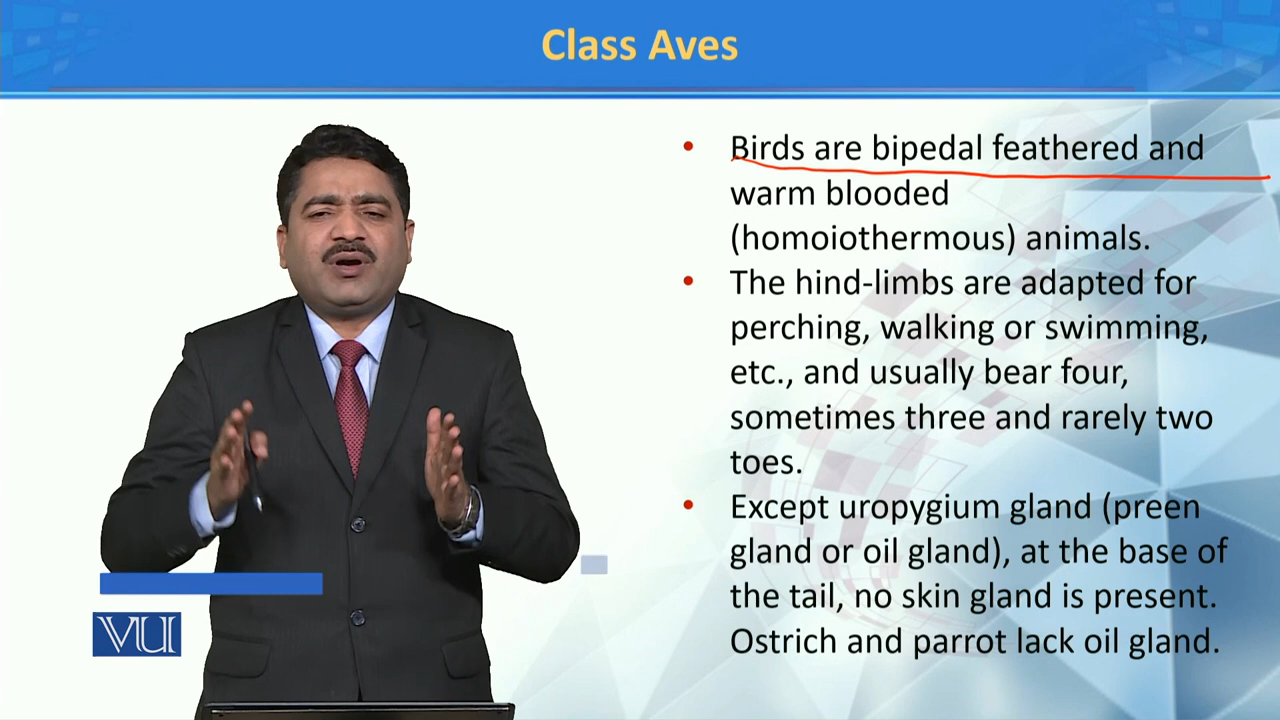 Class Aves
• Birds are bipedal feathered and
warm blooded
(homoiothermous) animals.
• The hind-limbs are adapted for
perching, walking or swimming,
etc., and usually bear four,
sometimes three and rarely two
toes.
• Except uropygium gland (preen
gland or oil gland), at the base of
the tail, no skin gland is present.
Ostrich and parrot lack oil gland.
VU